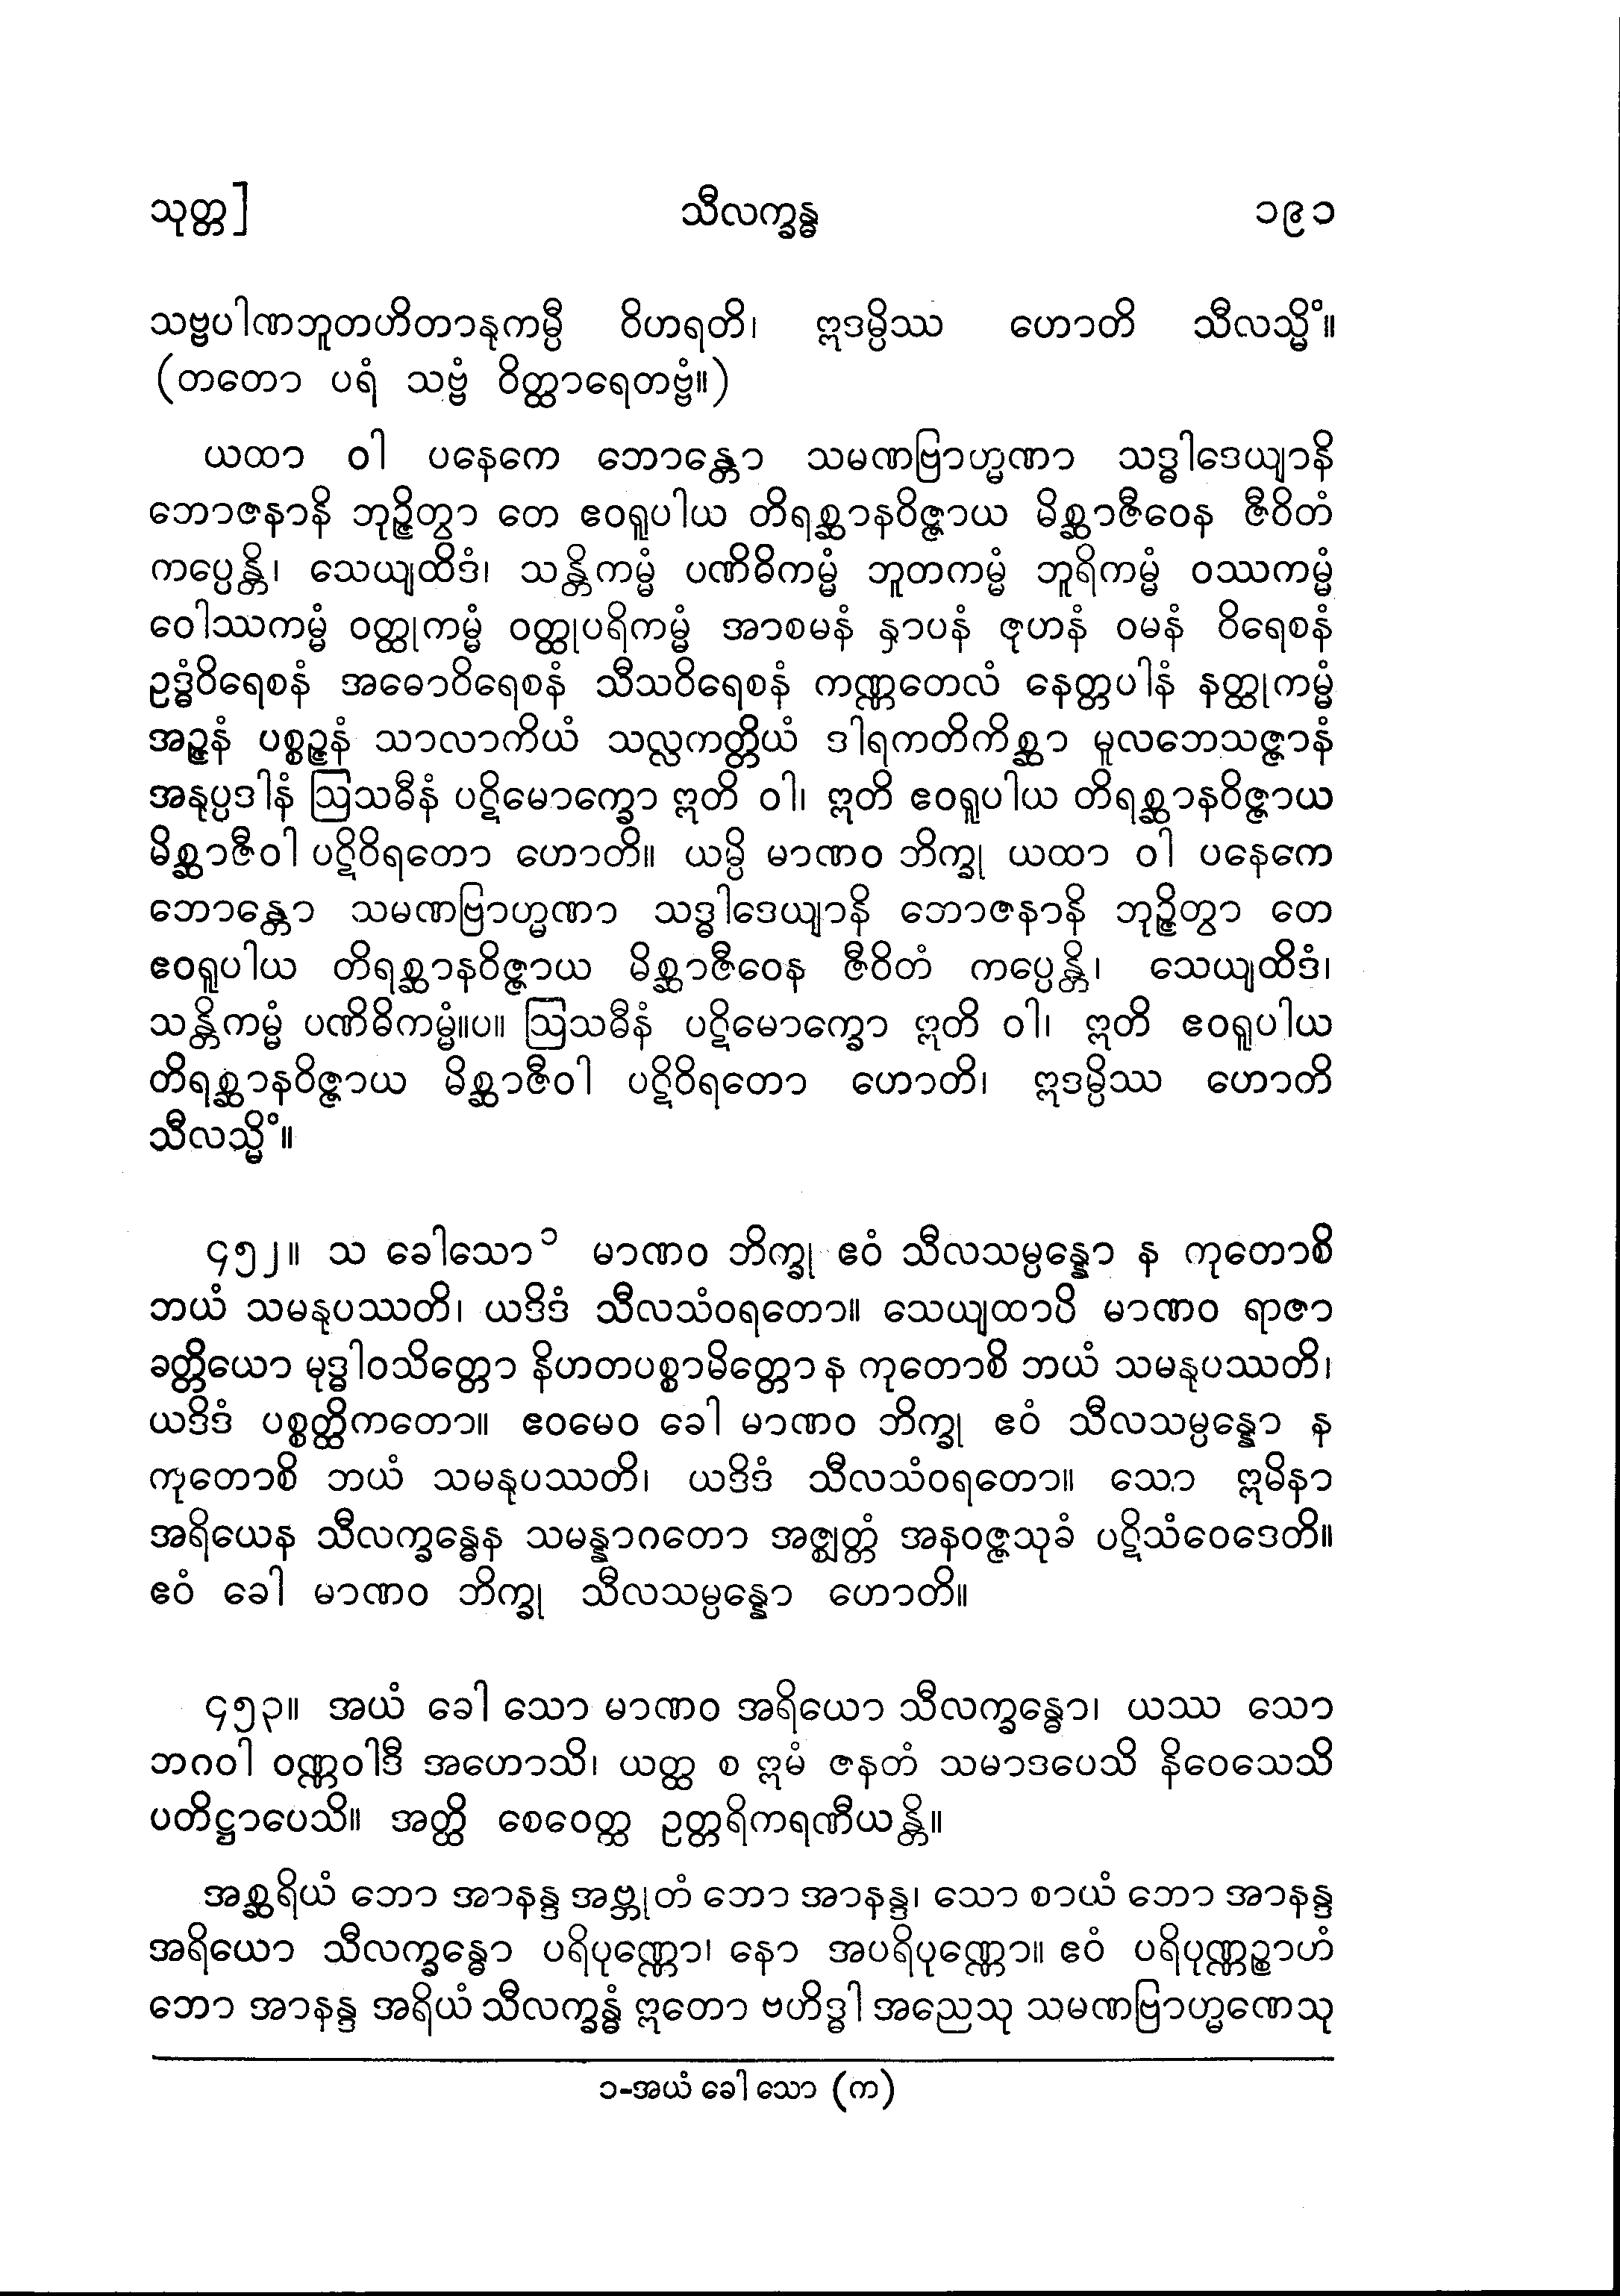 သုတ္တ] သီလက္ခန္ဓ ၁၉၁
သဗ္ဗပါဏဘူတဟိတာနုကမ္ပီ ဝိဟရတိ၊ ဣဒမ္ပိဿ ဟောတိ သီလသ္မိံ။
(တတော ပရံ သဗ္ဗံ ဝိတ္ထာရေတဗ္ဗံ။)
ယထာ ဝါ ပနေကေ ဘောန္တော သမဏဗြာဟ္မဏာ သဒ္ဓါဒေယျာနိ
ဘောဇနာနိ ဘုဉ္ဇိတွာ တေ ဧဝရူပါယ တိရစ္ဆာနဝိဇ္ဇာယ မိစ္ဆာဇီဝေန ဇီဝိတံ
ကပ္ပေန္တိ၊ သေယျထိဒံ၊ သန္တိကမ္မံ ပဏိဓိကမ္မံ ဘူတကမ္မံ ဘူရိကမ္မံ ဝဿကမ္မံ
ဝေါဿကမ္မံ ဝတ္ထုကမ္မံ ဝတ္ထုပရိကမ္မံ အာစမနံ နှာပနံ ဇုဟနံ ဝမနံ ဝိရေစနံ
ဥဒ္ဓံဝိရေစနံ အဓောဝိရေစနံ သီသဝိရေစနံ ကဏ္ဏတေလံ နေတ္တပါနံ နတ္ထုကမ္မံ
အဉ္ဇနံ ပစ္စဉ္ဇနံ သာလာကိယံ သလ္လကတ္တိယံ ဒါရကတိကိစ္ဆာ မူလဘေသဇ္ဇာနံ
အနုပ္ပဒါနံ ဩသဓီနံ ပဋိမောက္ခော ဣတိ ဝါ၊ ဣတိ ဧဝရူပါယ တိရစ္ဆာနဝိဇ္ဇာယ
မိစ္ဆာဇီဝါ ပဋိဝိရတော ဟောတိ။ ယမ္ပိ မာဏဝ ဘိက္ခု ယထာ ဝါ ပနေကေ
ဘောန္တော သမဏဗြာဟ္မဏာ သဒ္ဓါဒေယျာနိ ဘောဇနာနိ ဘုဉ္ဇိတွာ တေ
ဧဝရူပါယ တိရစ္ဆာနဝိဇ္ဇာယ မိစ္ဆာဇီဝေန ဇီဝိတံ ကပ္ပေန္တိ၊ သေယျထိဒံ၊
သန္တိကမ္မံ ပဏိဓိကမ္မံ။ပ။ ဩသဓီနံ ပဋိမောက္ခော ဣတိ ဝါ၊ ဣတိ ဧဝရူပါယ
တိရစ္ဆာနဝိဇ္ဇာယ မိစ္ဆာဇီဝါ ပဋိဝိရတော ဟောတိ၊ ဣဒမ္ပိဿ ဟောတိ
သီလသ္မိံ။
၄၅၂။ သ ခေါသော၁ မာဏဝ ဘိက္ခု ဧဝံ သီလသမ္ပန္နော န ကုတောစိ
ဘယံ သမနုပဿတိ၊ ယဒိဒံ သီလသံဝရတော။ သေယျထာပိ မာဏဝ ရာဇာ
ခတ္တိယော မုဒ္ဓါဝသိတ္တော နိဟတပစ္စာမိတ္တော န ကုတောစိ ဘယံ သမနုပဿတိ၊
ယဒိဒံ ပစ္စတ္ထိကတော။ ဧဝမေဝ ခေါ မာဏဝ ဘိက္ခု ဧဝံ သီလသမ္ပန္နော န
ကုတောစိ ဘယံ သမနုပဿတိ၊ ယဒိဒံ သီလသံဝရတော။ သော ဣမိနာ
အရိယေန သီလက္ခန္ဓေန သမန္နာဂတော အဇ္ဈတ္တံ အနဝဇ္ဇသုခံ ပဋိသံဝေဒေတိ။
ဧဝံ ခေါ မာဏဝ ဘိက္ခု သီလသမ္ပန္နော ဟောတိ။
၄၅၃။ အယံ ခေါ သော မာဏဝ အရိယော သီလက္ခန္ဓော၊ ယဿ သော
ဘဂဝါ ဝဏ္ဏဝါဒီ အဟောသိ၊ ယတ္ထ စ ဣမံ ဇနတံ သမာဒပေသိ နိဝေသေသိ
ပတိဋ္ဌာပေသိ။ အတ္ထိ စေဝေတ္ထ ဥတ္တရိကရဏီယန္တိ။
အစ္ဆရိယံ ဘော အာနန္ဒ အဗ္ဘုတံ ဘော အာနန္ဒ၊ သော စာယံ ဘော အာနန္ဒ
အရိယော သီလက္ခန္ဓော ပရိပုဏ္ဏော၊ နော အပရိပုဏ္ဏော။ ဧဝံ ပရိပုဏ္ဏဉ္စာဟံ
ဘော အာနန္ဒ အရိယံ သီလက္ခန္ဓံ ဣတော ဗဟိဒ္ဓါ အညေသု သမဏဗြာဟ္မဏေသု
၁-အယံ ခေါ သော (က)